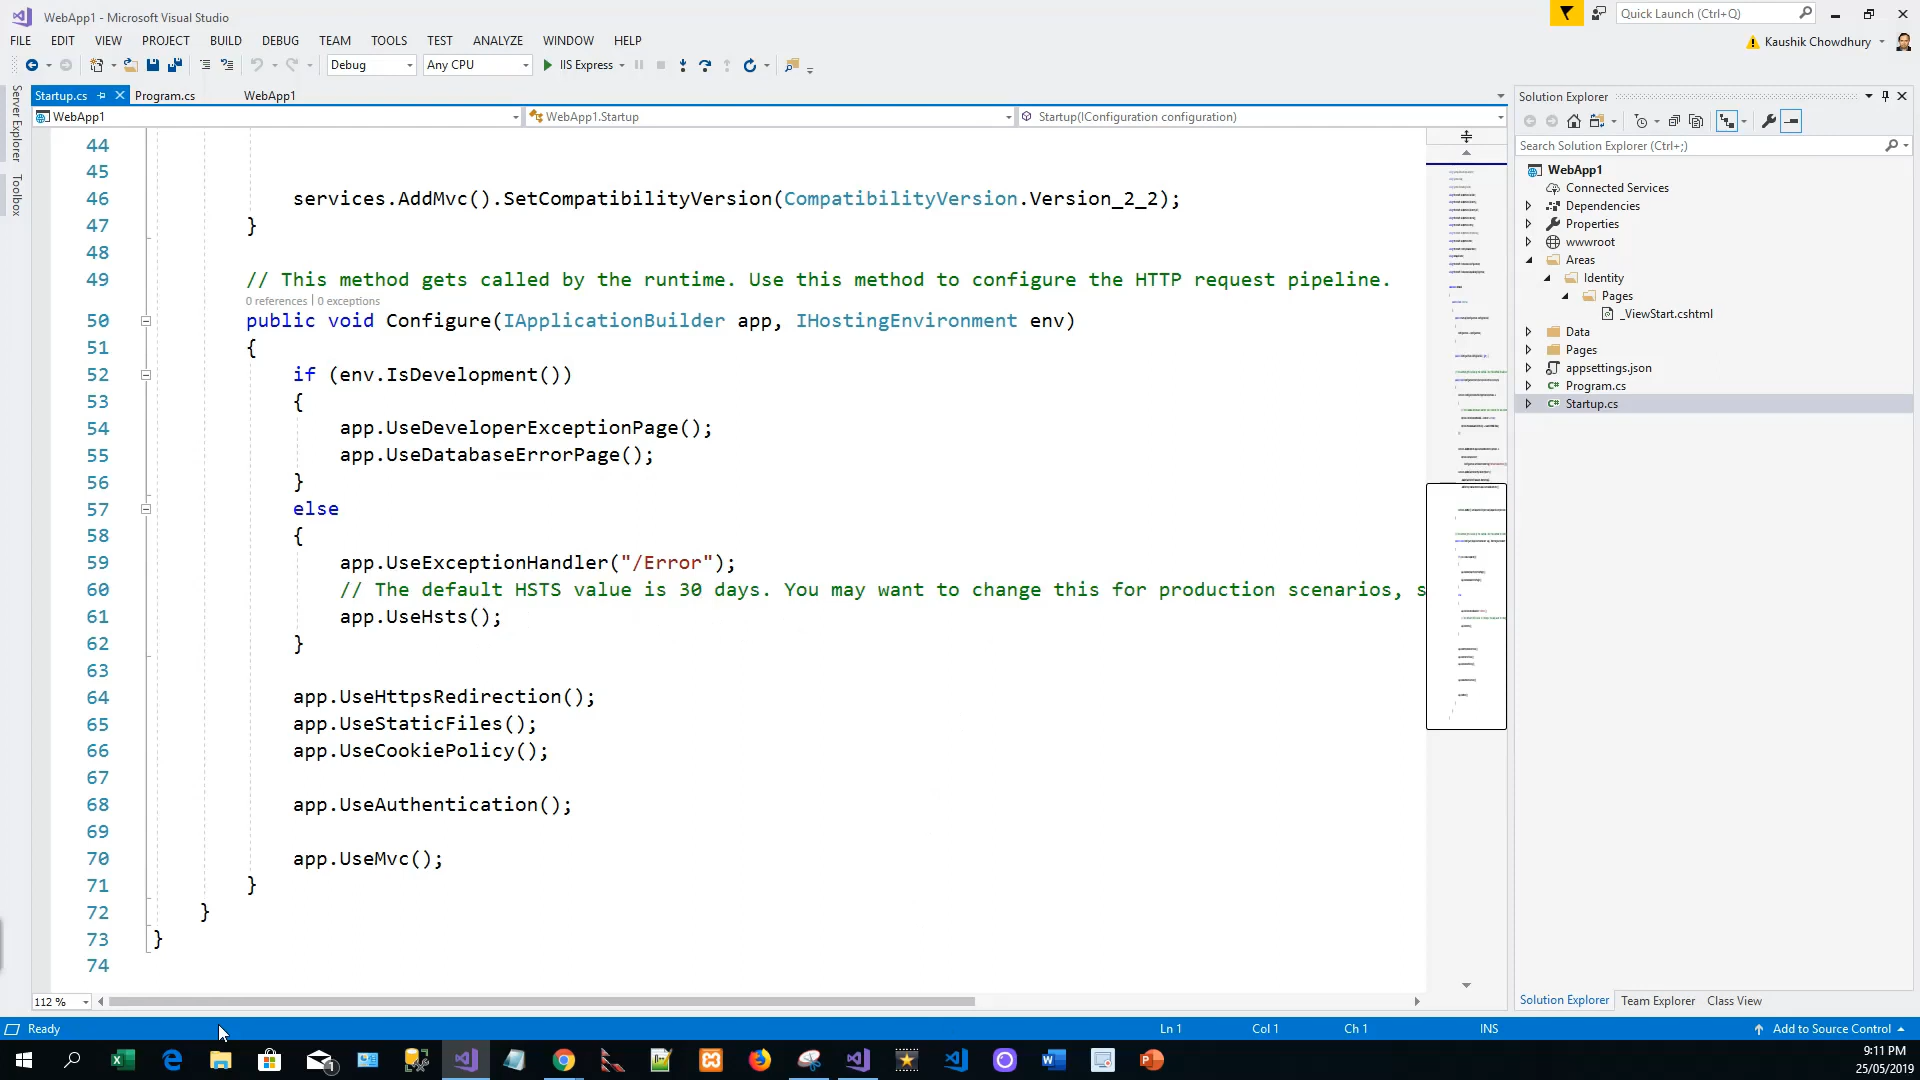 WebApp1 - Microsoft Visual Studio
Quick Launch (Ctrl+Q)
FILE EDIT VIEW PROJECT BUILD DEBUG TEAM TOOLS TEST ANALYZE WINDOW HELP
Kaushik Chowdhury
Debug Any CPU IIS Express
Server Explorer
Toolbox
Startup.cs Program.cs WebApp1
WebApp1 WebApp1.Startup Startup(IConfiguration configuration)
44
45
46 services.AddMvc().SetCompatibilityVersion(CompatibilityVersion.Version_2_2);
47 }
48
49 // This method gets called by the runtime. Use this method to configure the HTTP request pipeline.
0 references | 0 exceptions
50 public void Configure(IApplicationBuilder app, IHostingEnvironment env)
51 {
52 if (env.IsDevelopment())
53 {
54 app.UseDeveloperExceptionPage();
55 app.UseDatabaseErrorPage();
56 }
57 else
58 {
59 app.UseExceptionHandler("/Error");
60 // The default HSTS value is 30 days. You may want to change this for production scenarios, s
61 app.UseHsts();
62 }
63
64 app.UseHttpsRedirection();
65 app.UseStaticFiles();
66 app.UseCookiePolicy();
67
68 app.UseAuthentication();
69
70 app.UseMvc();
71 }
72 }
73 }
74
112 %
Solution Explorer
Search Solution Explorer (Ctrl+;)
WebApp1
Connected Services
Dependencies
Properties
wwwroot
Areas
Identity
Pages
_ViewStart.cshtml
Data
Pages
appsettings.json
C# Program.cs
C# Startup.cs
Solution Explorer Team Explorer Class View
Ready Ln 1 Col 1 Ch 1 INS Add to Source Control
9:11 PM
25/05/2019